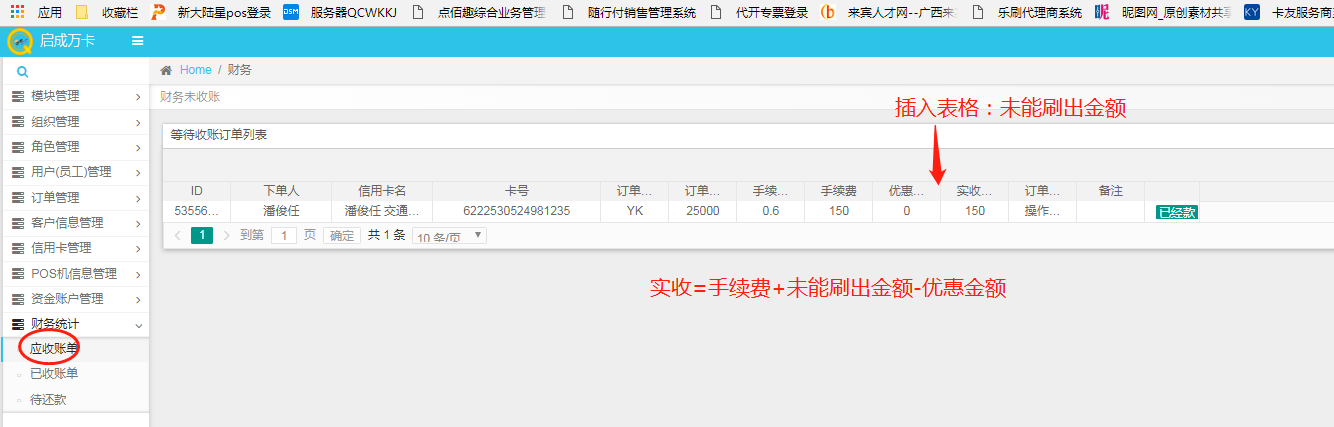 应用 收藏栏 新大陆星pos登录 服务器QCWKKJ 点佰趣综合业务管理 随行付销售管理系统 代开专票登录 来宾人才网--广西来 乐刷代理商系统 昵图网_原创素材共享 卡友服务商
启成万卡
Home / 财务
财务未收账
模块管理
组织管理
角色管理
用户(员工)管理
订单管理
客户信息管理
信用卡管理
POS机信息管理
资金账户管理
财务统计
应收账单
已收账单
待还款
插入表格：未能刷出金额
等待收账订单列表
ID 下单人 信用卡名 卡号 订单... 订单... 手续... 手续费 优惠... 实收... 订单... 备注
53556... 潘俊任 潘俊任 交通... 6222530524981235 YK 25000 0.6 150 0 150 操作... 已经款
1 到第 1 页 确定 共 1 条 10 条/页
实收=手续费+未能刷出金额-优惠金额